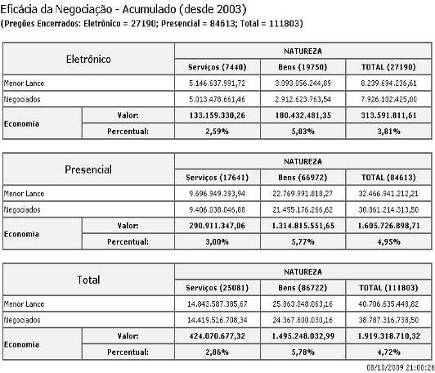 Eficácia da Negociação - Acumulado (desde 2003)
(Pregões Encerrados: Eletrônico = 27190; Presencial = 84613; Total = 111803)
Eletrônico NATUREZA
Serviços (7440) Bens (19750) TOTAL (27190)
Menor Lance 5.146.637.991,72 3.093.056.244,89 8.239.694.236,61
Negociados 5.013.478.661,46 2.912.623.763,54 7.926.102.425,00
Economia Valor: 133.159.330,26 180.432.481,35 313.591.811,61
Percentual: 2,59% 5,83% 3,81%
Presencial NATUREZA
Serviços (17641) Bens (66972) TOTAL (84613)
Menor Lance 9.696.949.393,94 22.769.991.818,27 32.466.941.212,21
Negociados 9.406.038.046,88 21.455.176.266,62 30.861.214.313,50
Economia Valor: 290.911.347,06 1.314.815.551,65 1.605.726.898,71
Percentual: 3,00% 5,77% 4,95%
Total NATUREZA
Serviços (25081) Bens (86722) TOTAL (111803)
Menor Lance 14.843.587.385,67 25.863.048.063,16 40.706.635.448,82
Negociados 14.419.516.708,34 24.367.800.030,16 38.787.316.738,50
Economia Valor: 424.070.677,32 1.495.248.032,99 1.919.318.710,32
Percentual: 2,86% 5,78% 4,72%
08/10/2009 21:00:26